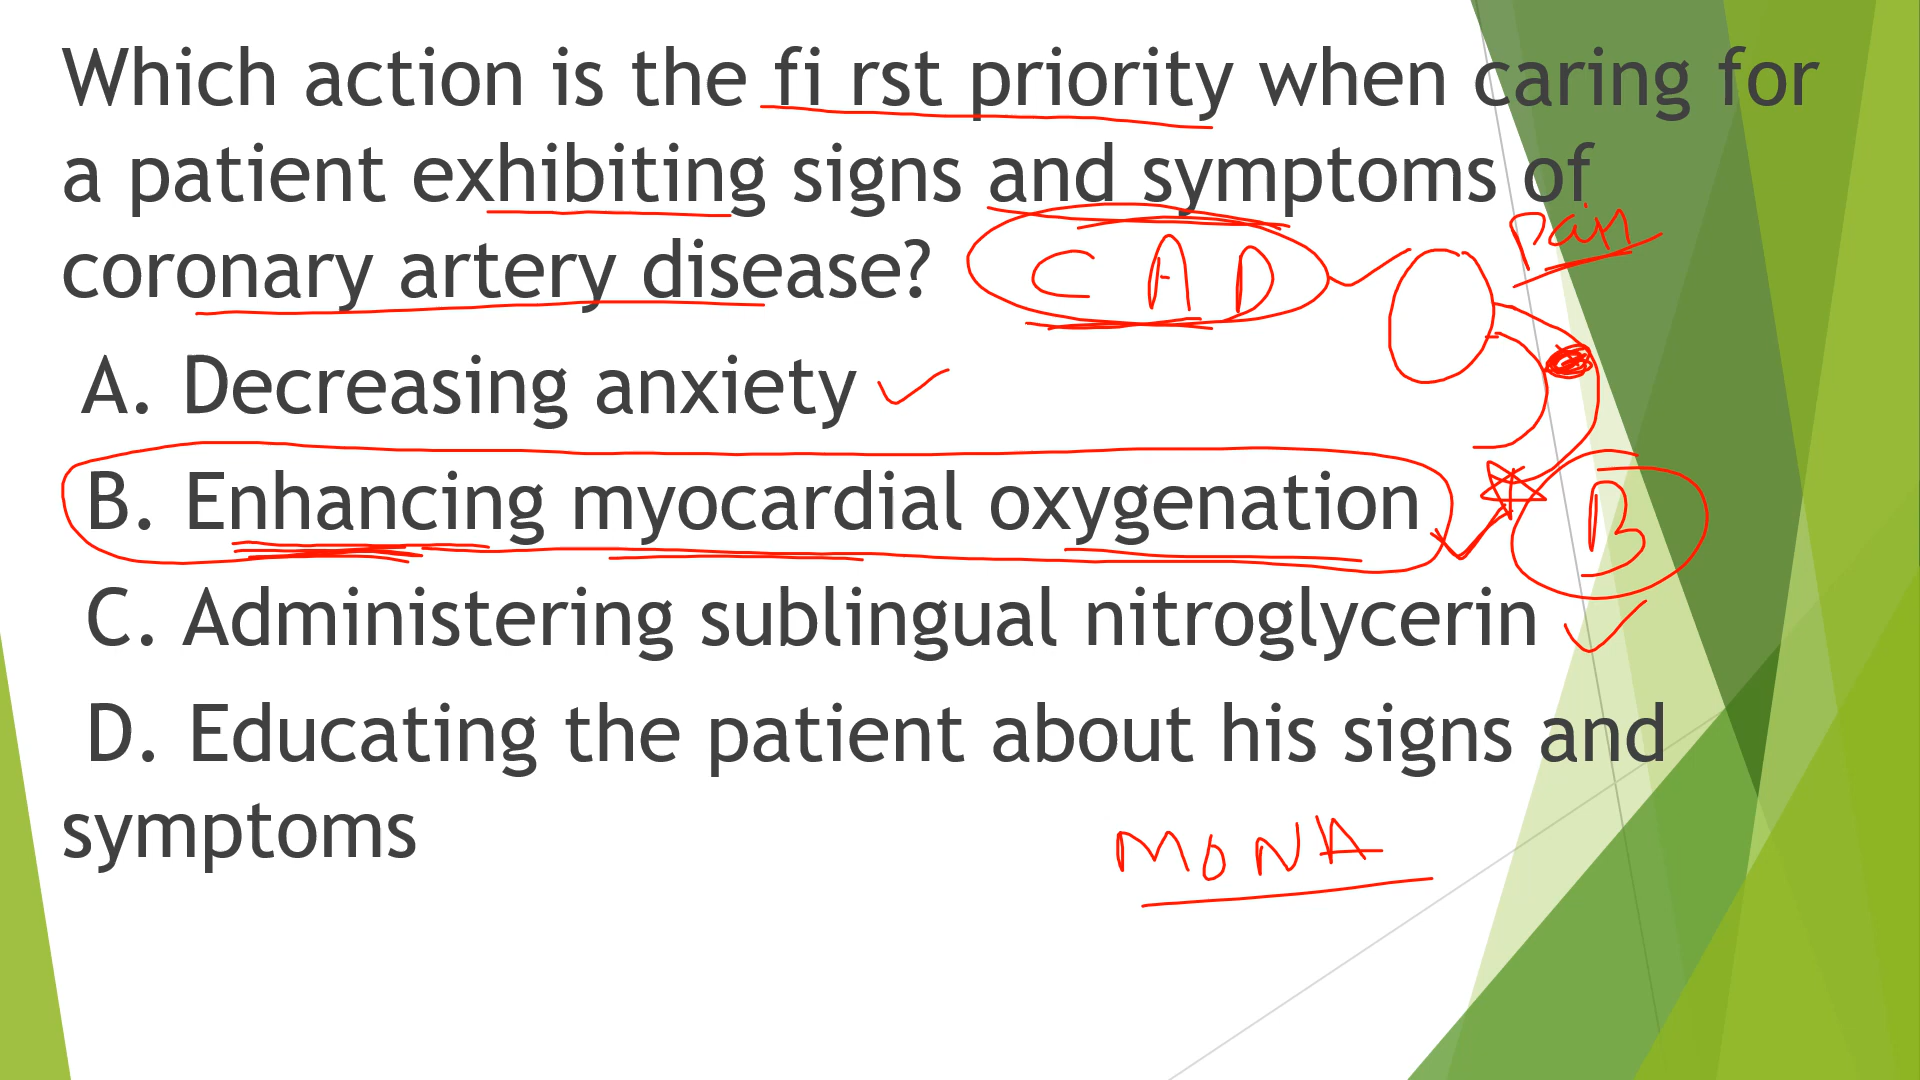 Which action is the fi rst priority when caring for
a patient exhibiting signs and symptoms of
pain
coronary artery disease? CAD
A. Decreasing anxiety
B. Enhancing myocardial oxygenation B
C. Administering sublingual nitroglycerin
D. Educating the patient about his signs and
symptoms
MONA